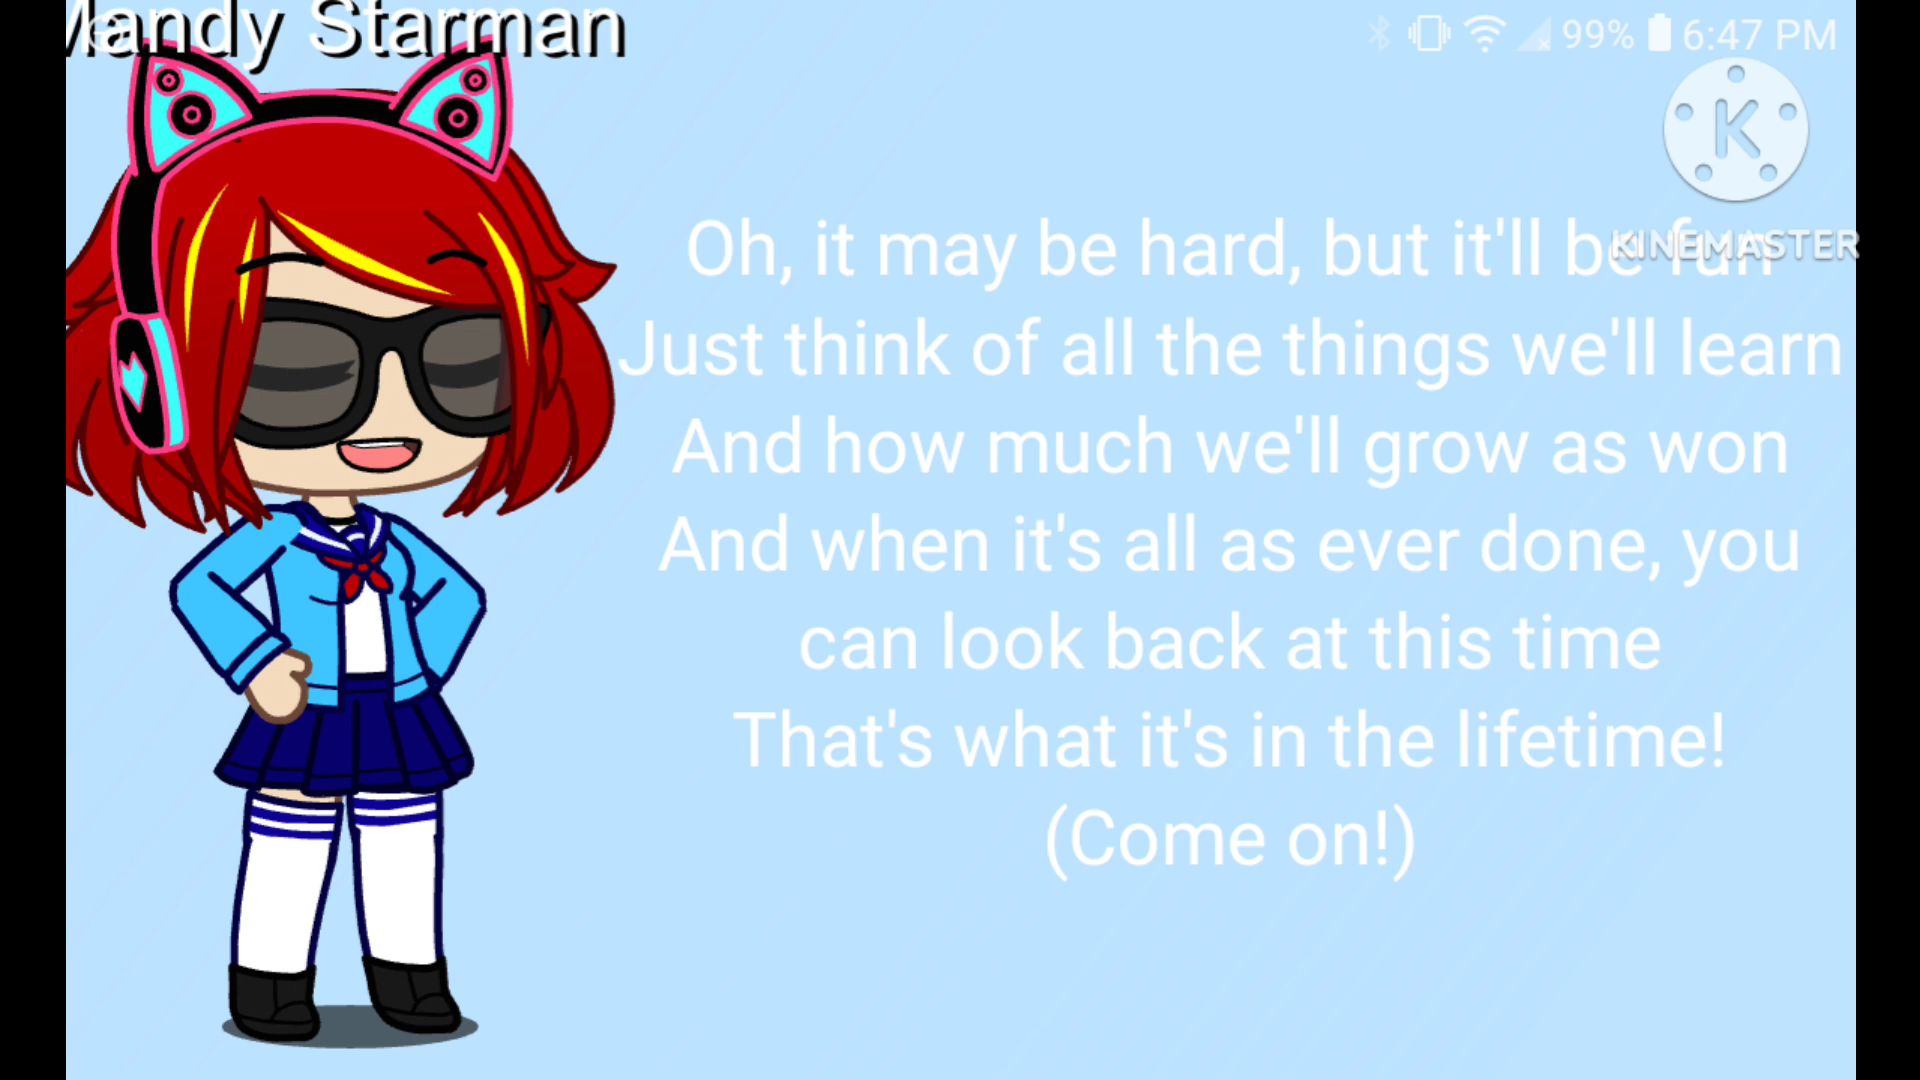 Mandy Starman
99% 6:47 PM
K
KINEMASTER
Oh, it may be hard, but it'll be fun
Just think of all the things we'll learn
And how much we'll grow as won
And when it's all as ever done, you
can look back at this time
That's what it's in the lifetime!
(Come on!)